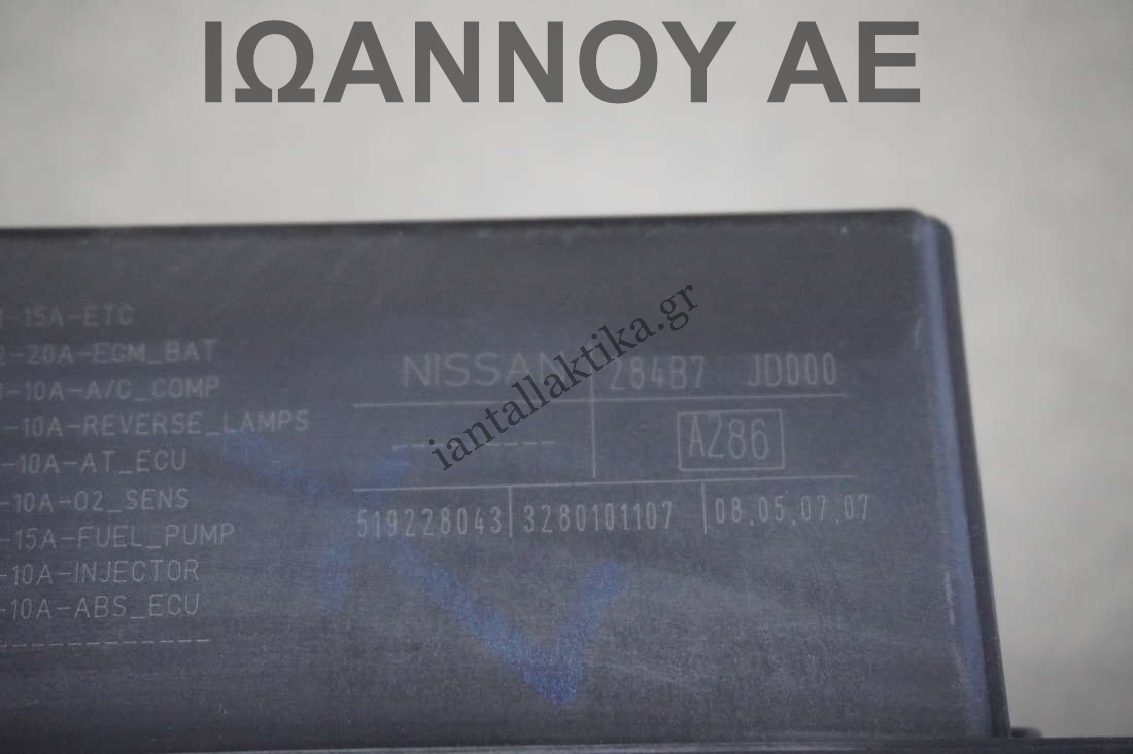 ΙΩΑΝΝΟΥ ΑΕ
-15A-ETC
2-20A-ECM_BAT
-10A-A/C_COMP
-10A-REVERSE_LAMPS
-10A-AT_ECU
-10A-O2_SENS
-15A-FUEL_PUMP
-10A-INJECTOR
-10A-ABS_ECU
NISSAN 284B7 JD000
A286
519228043 3280101107 08.05.07.07
iantallaktika.gr